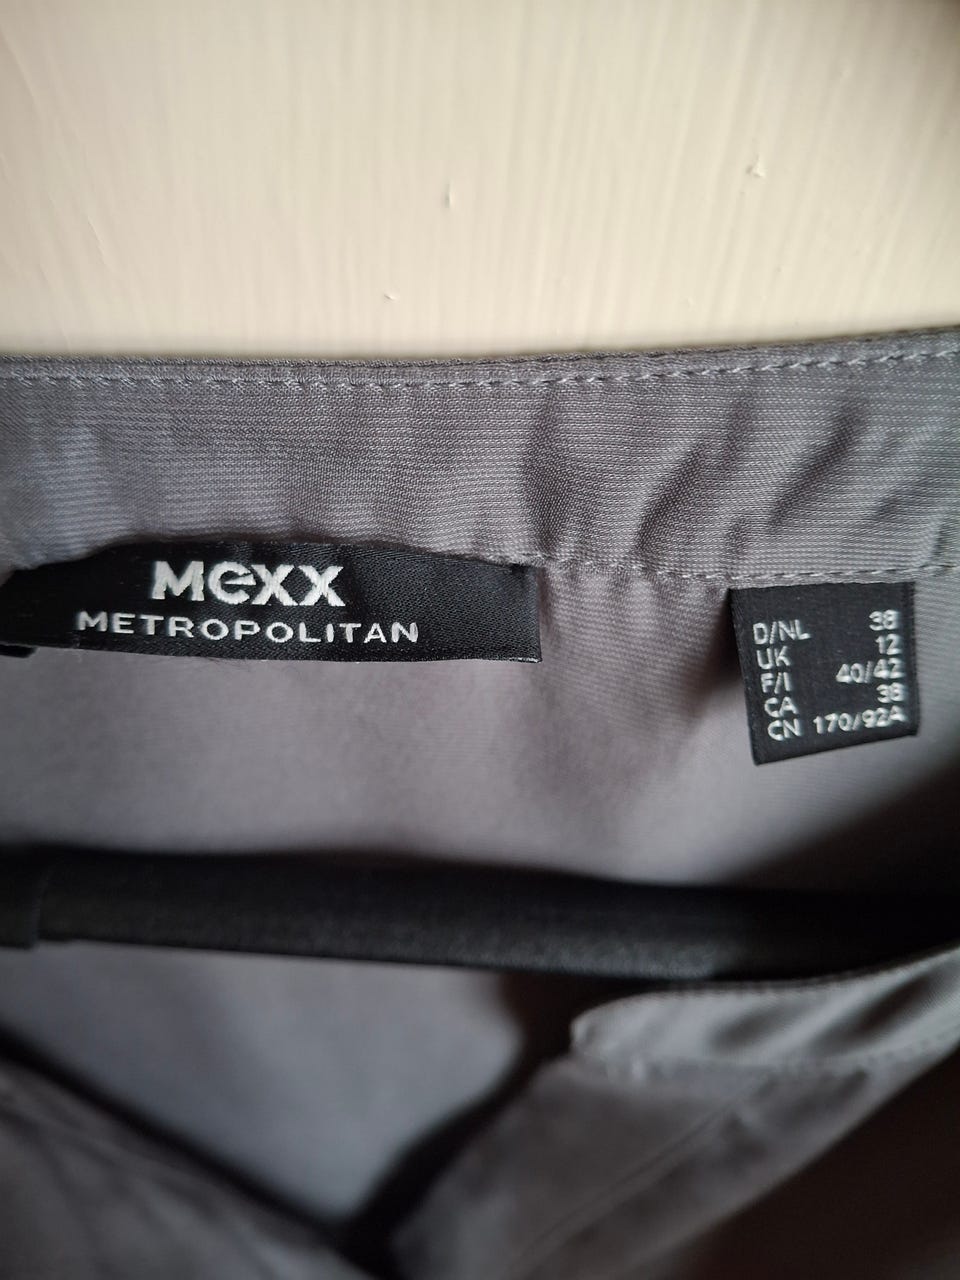 Mexx
METROPOLITAN
D/NL 38
UK 12
F/I 40/42
CA 38
CN 170/92A